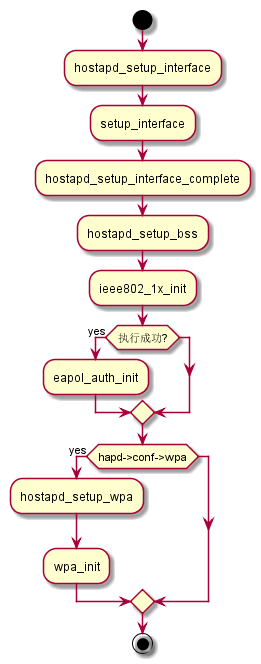 hostapd_setup_interface
setup_interface
hostapd_setup_interface_complete
hostapd_setup_bss
ieee802_1x_init
yes
执行成功?
eapol_auth_init
yes
hapd->conf->wpa
hostapd_setup_wpa
wpa_init